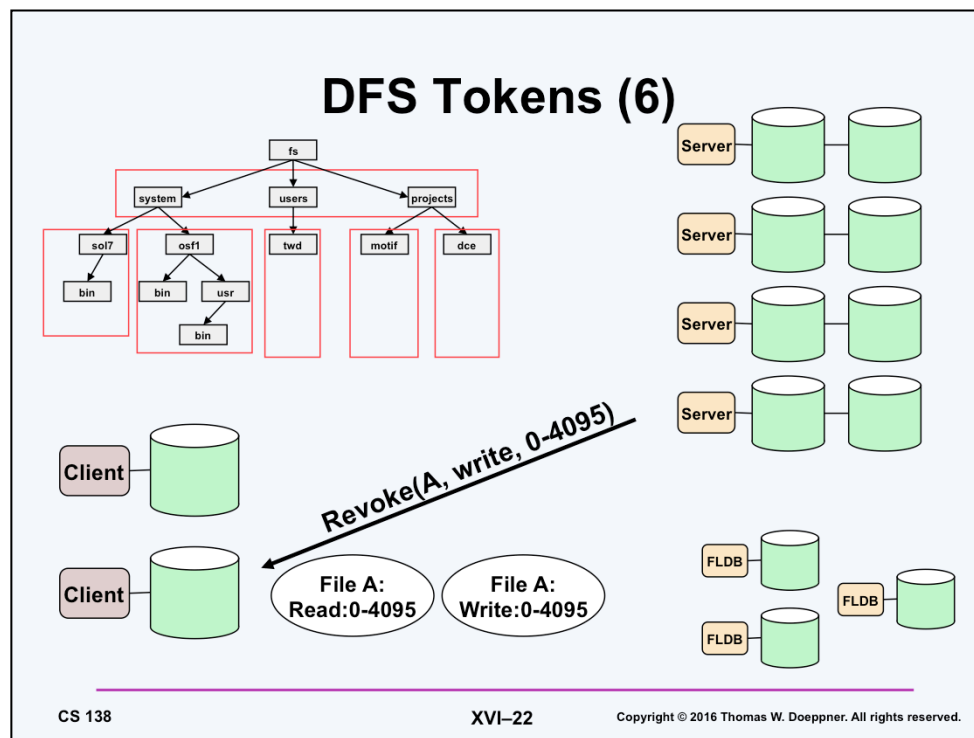 DFS Tokens (6)
fs
system
users
projects
sol7
osf1
twd
motif
dce
bin
bin
usr
bin
Server
Server
Server
Server
Revoke(A, write, 0-4095)
Client
Client
File A:
Read:0-4095
File A:
Write:0-4095
FLDB
FLDB
FLDB
CS 138
XVI–22
Copyright © 2016 Thomas W. Doeppner. All rights reserved.